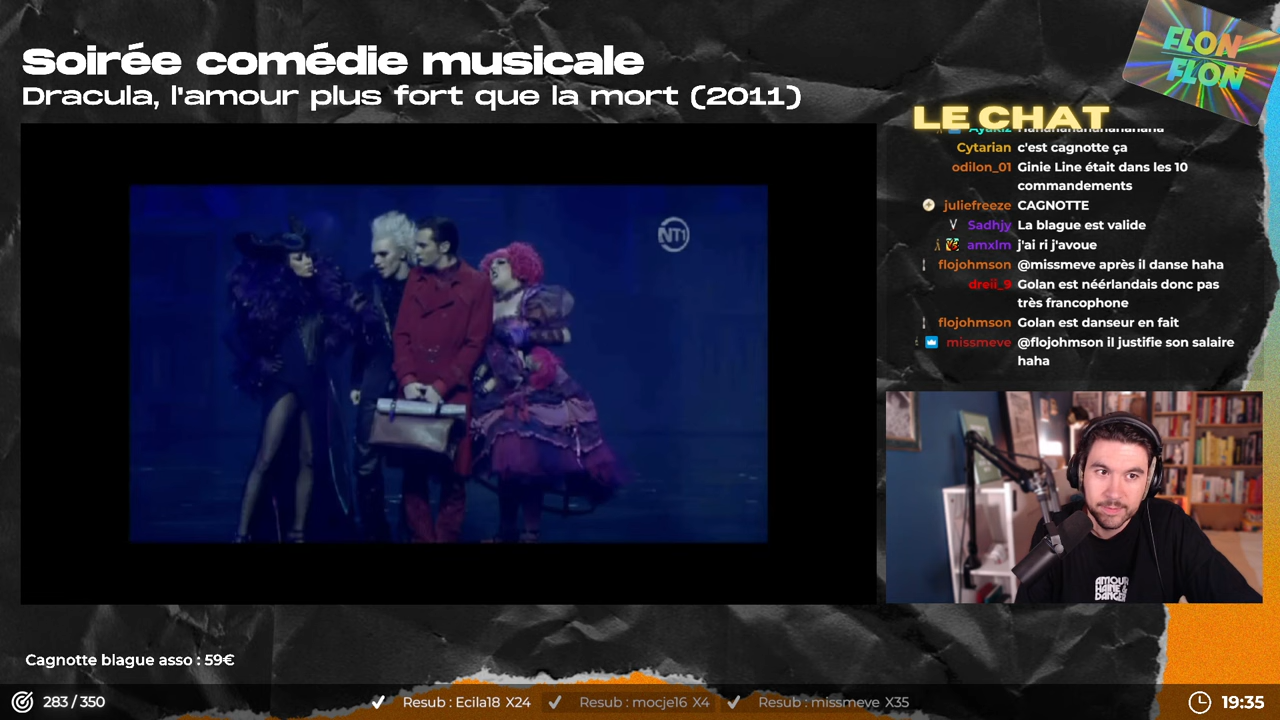 Soirée comédie musicale
Dracula, l'amour plus fort que la mort (2011)
FLON
FLON
LE CHAT
Cytarian c'est cagnotte ça
odilon_01 Ginie Line était dans les 10
commandements
juliefreeze CAGNOTTE
Sadhjy La blague est valide
amxlm j'ai ri j'avoue
flojohmson @missmeve après il danse haha
dreii_9 Golan est néérlandais donc pas
très francophone
flojohmson Golan est danseur en fait
missmeve @flojohmson il justifie son salaire
haha
NT1
AMOUR
HAINE &
DANGER
Cagnotte blague asso : 59€
283 / 350
Resub : Ecila18 X24
Resub : mocje16 X4
Resub : missmeve X35
19:35